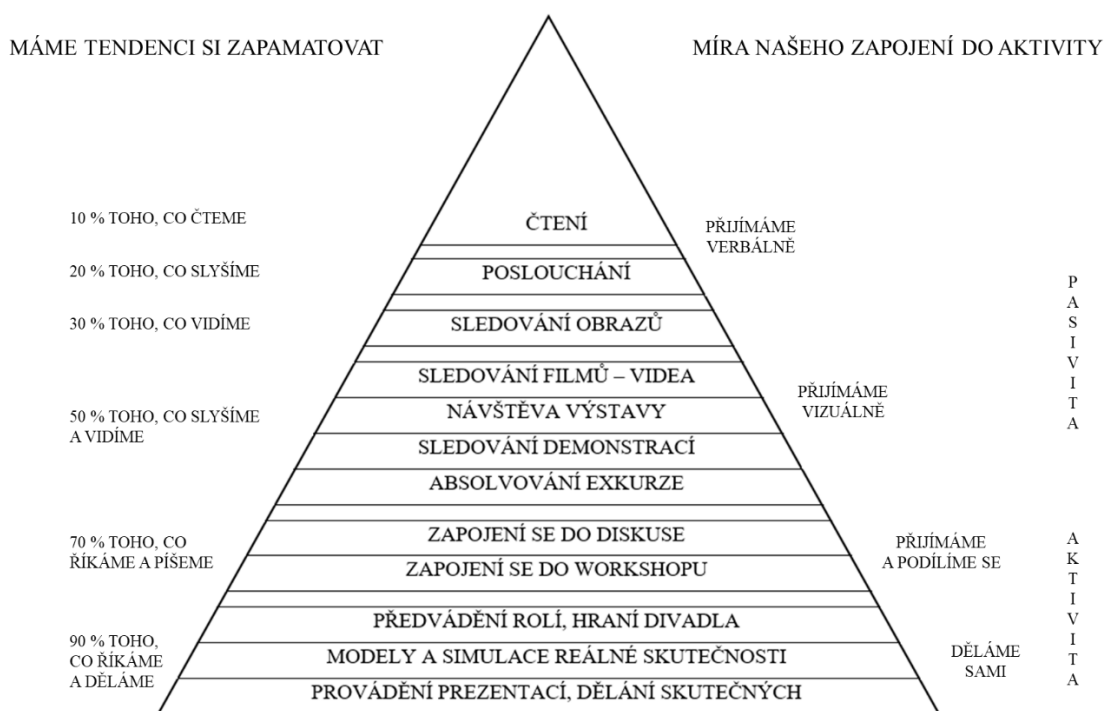 MÁME TENDENCI SI ZAPAMATOVAT
MÍRA NAŠEHO ZAPOJENÍ DO AKTIVITY
10 % TOHO, CO ČTEME
ČTENÍ
PŘIJÍMÁME
VERBÁLNĚ
20 % TOHO, CO SLYŠÍME
POSLOUCHÁNÍ
30 % TOHO, CO VIDÍME
SLEDOVÁNÍ OBRAZŮ
SLEDOVÁNÍ FILMŮ – VIDEA
50 % TOHO, CO SLYŠÍME
A VIDÍME
NÁVŠTĚVA VÝSTAVY
PŘIJÍMÁME
VIZUÁLNĚ
SLEDOVÁNÍ DEMONSTRACÍ
ABSOLVOVÁNÍ EXKURZE
PASIVITA
70 % TOHO, CO
ŘÍKÁME A PÍŠEME
ZAPOJENÍ SE DO DISKUSE
ZAPOJENÍ SE DO WORKSHOPU
PŘIJÍMÁME
A PODÍLÍME SE
90 % TOHO,
CO ŘÍKÁME
A DĚLÁME
PŘEDVÁDĚNÍ ROLÍ, HRANÍ DIVADLA
MODELY A SIMULACE REÁLNÉ SKUTEČNOSTI
PROVÁDĚNÍ PREZENTACÍ, DĚLÁNÍ SKUTEČNÝCH
DĚLÁME
SAMI
AKTIVITA